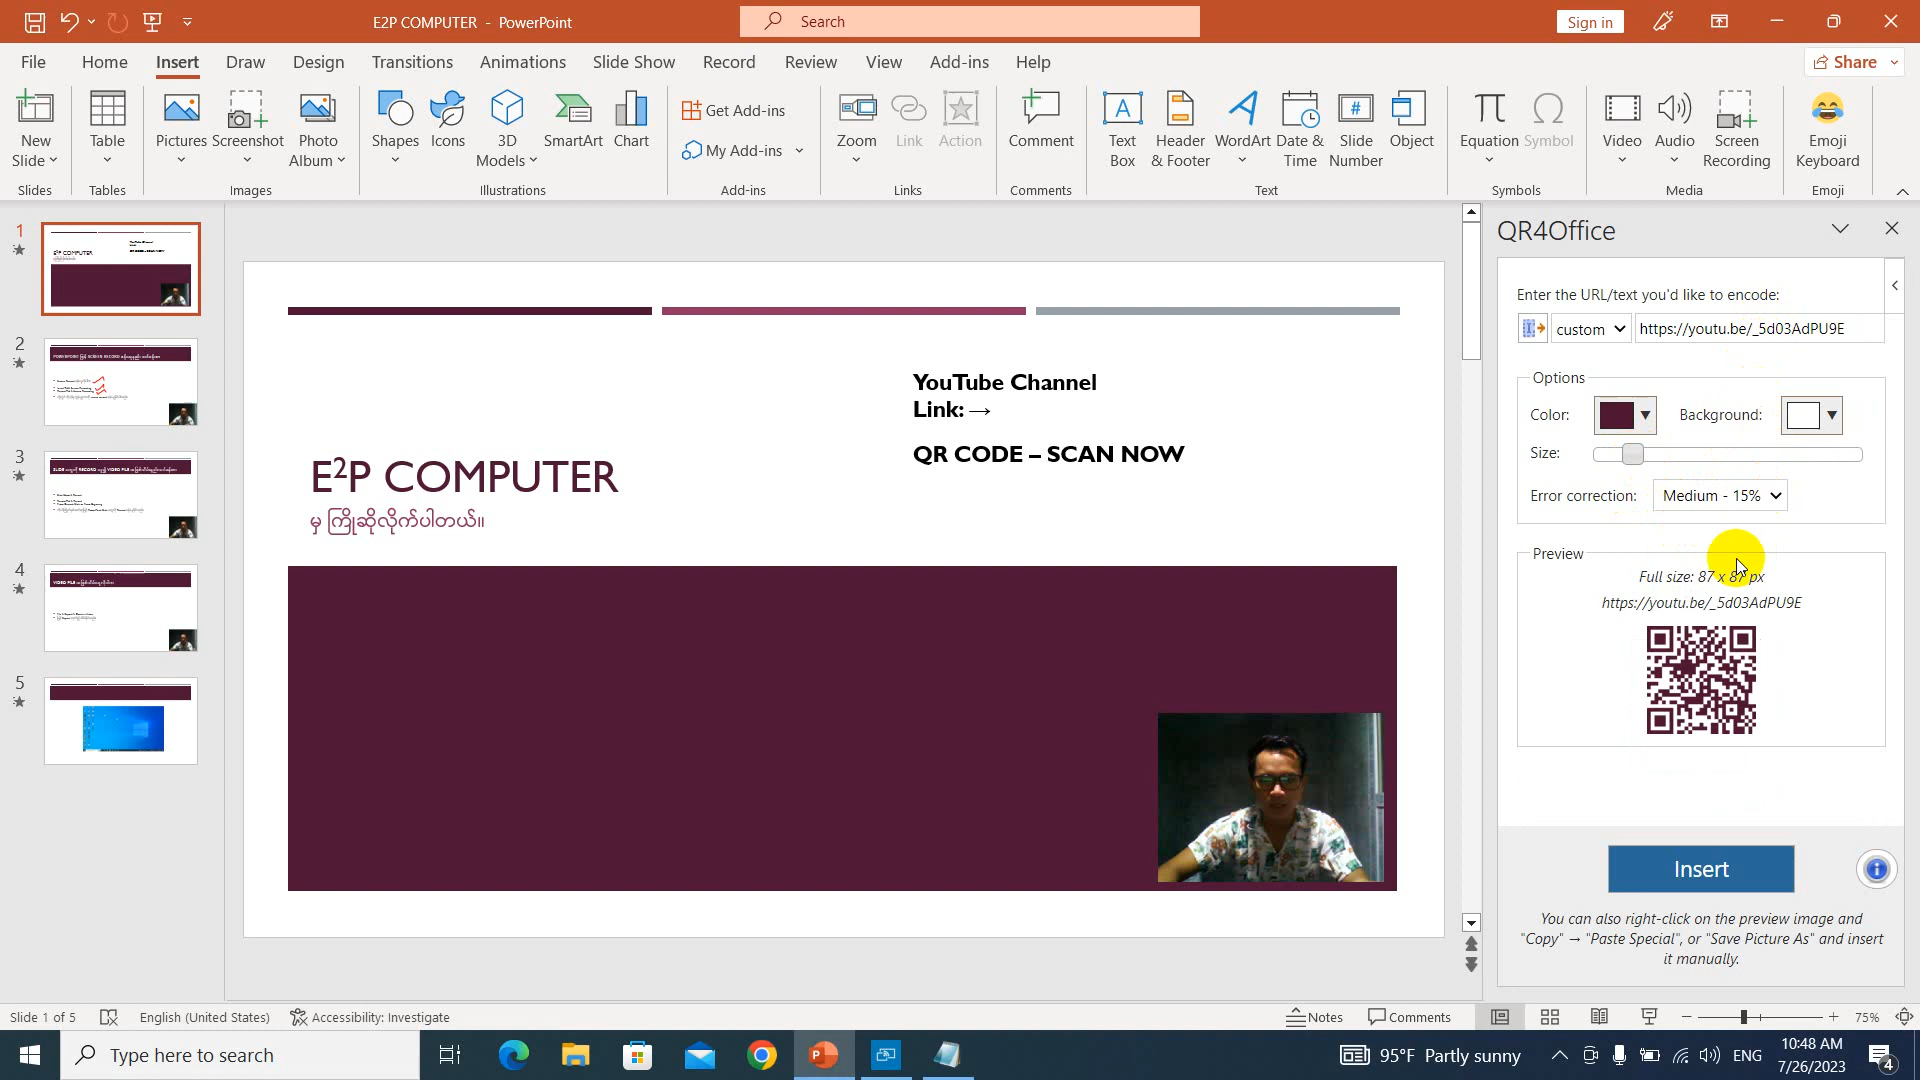 E2P COMPUTER - PowerPoint
Search
Sign in
File Home Insert Draw Design Transitions Animations Slide Show Record Review View Add-ins Help
Share
New Slide
Table
Pictures
Screenshot
Photo Album
Shapes
Icons
3D Models
SmartArt
Chart
Get Add-ins
My Add-ins
Zoom
Link
Action
Comment
Text Box
Header & Footer
WordArt
Date & Time
Slide Number
Object
Equation
Symbol
Video
Audio
Screen Recording
Emoji Keyboard
Slides Tables Images Illustrations Add-ins Links Comments Text Symbols Media Emoji
1
2
3
4
5
YouTube Channel
Link: →
QR CODE – SCAN NOW
E²P COMPUTER
မှ ကြိုဆိုလိုက်ပါတယ်။
QR4Office
Enter the URL/text you'd like to encode:
custom https://youtu.be/_5d03AdPU9E
Options
Color: Background:
Size:
Error correction: Medium - 15%
Preview
Full size: 87 x 87 px
https://youtu.be/_5d03AdPU9E
Insert
You can also right-click on the preview image and
"Copy" → "Paste Special", or "Save Picture As" and insert
it manually.
Slide 1 of 5 English (United States) Accessibility: Investigate Notes Comments 75%
Type here to search
95°F Partly sunny
ENG
10:48 AM
7/26/2023
4